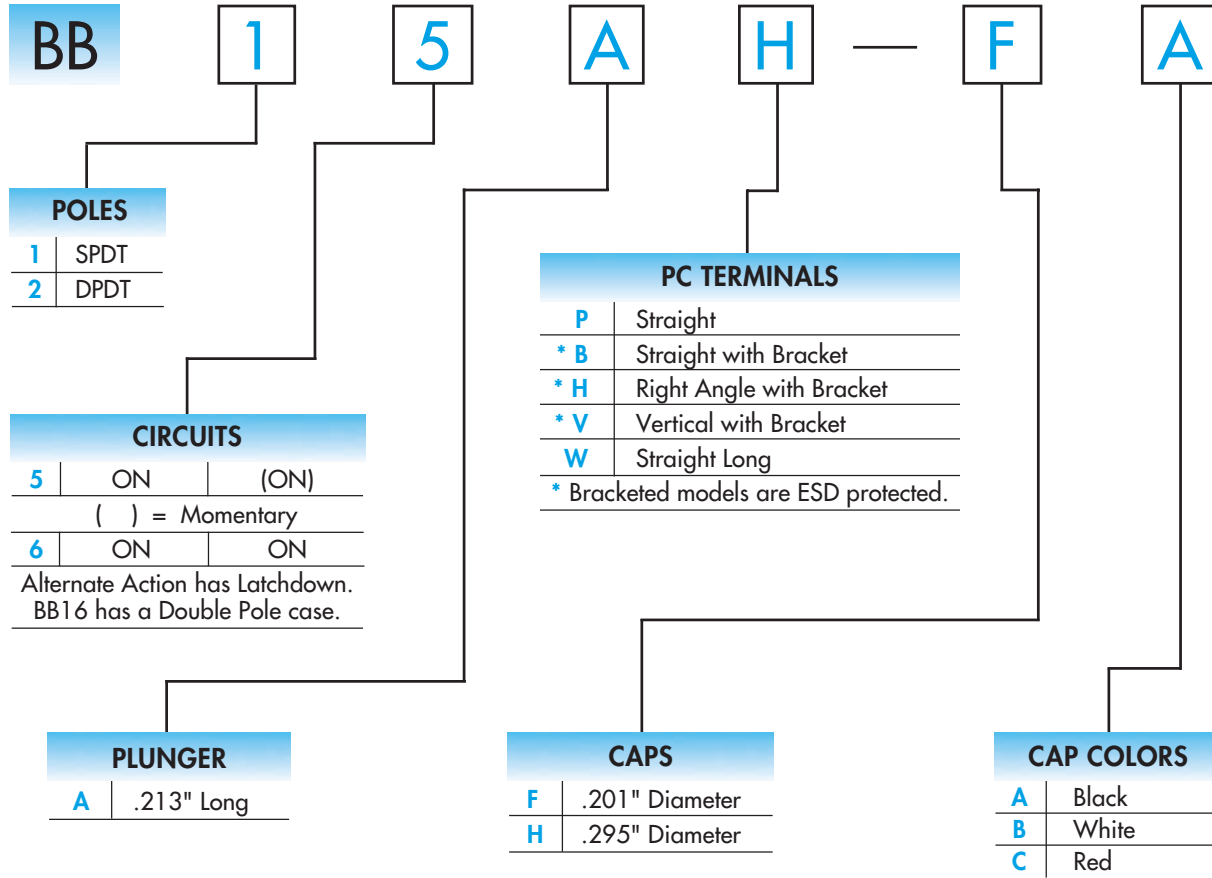 BB 1 5 A H — F A
POLES
1 SPDT
2 DPDT
CIRCUITS
5 ON (ON)
( ) = Momentary
6 ON ON
Alternate Action has Latchdown.
BB16 has a Double Pole case.
PLUNGER
A .213" Long
PC TERMINALS
P Straight
* B Straight with Bracket
* H Right Angle with Bracket
* V Vertical with Bracket
W Straight Long
* Bracketed models are ESD protected.
CAPS
F .201" Diameter
H .295" Diameter
CAP COLORS
A Black
B White
C Red